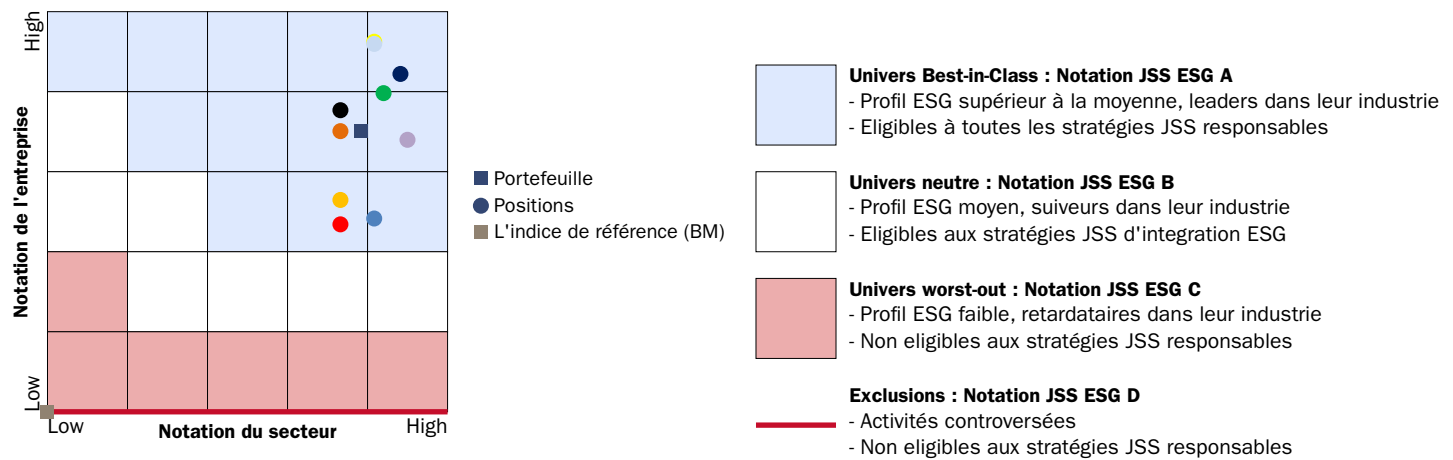 High
Notation de l'entreprise
Low
Low
Notation du secteur
High
Portefeuille
Positions
L'indice de référence (BM)
Univers Best-in-Class : Notation JSS ESG A
- Profil ESG supérieur à la moyenne, leaders dans leur industrie
- Eligibles à toutes les stratégies JSS responsables
Univers neutre : Notation JSS ESG B
- Profil ESG moyen, suiveurs dans leur industrie
- Eligibles aux stratégies JSS d'integration ESG
Univers worst-out : Notation JSS ESG C
- Profil ESG faible, retardataires dans leur industrie
- Non eligibles aux stratégies JSS responsables
Exclusions : Notation JSS ESG D
- Activités controversées
- Non eligibles aux stratégies JSS responsables